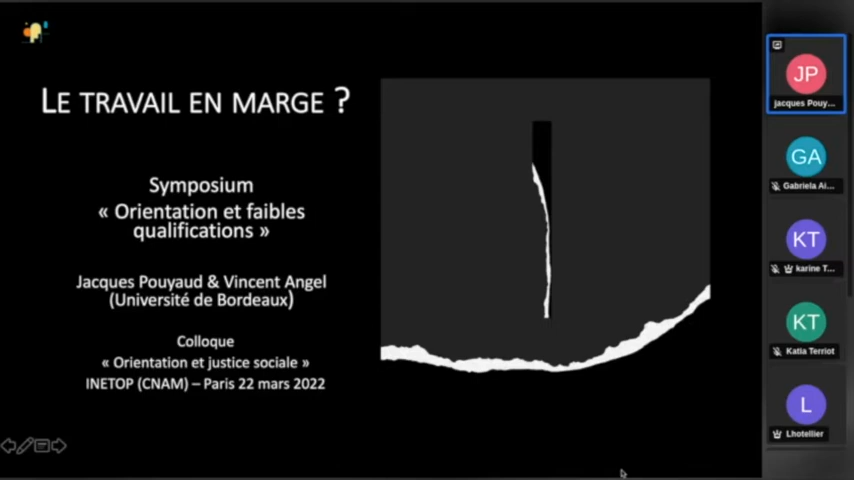 LE TRAVAIL EN MARGE ?
Symposium
« Orientation et faibles
qualifications »
Jacques Pouyaud & Vincent Angel
(Université de Bordeaux)
Colloque
« Orientation et justice sociale »
INETOP (CNAM) – Paris 22 mars 2022
JP
jacques Pouy...
GA
Gabriela Ai...
KT
karine T...
KT
Katia Terriot
L
Lhotellier